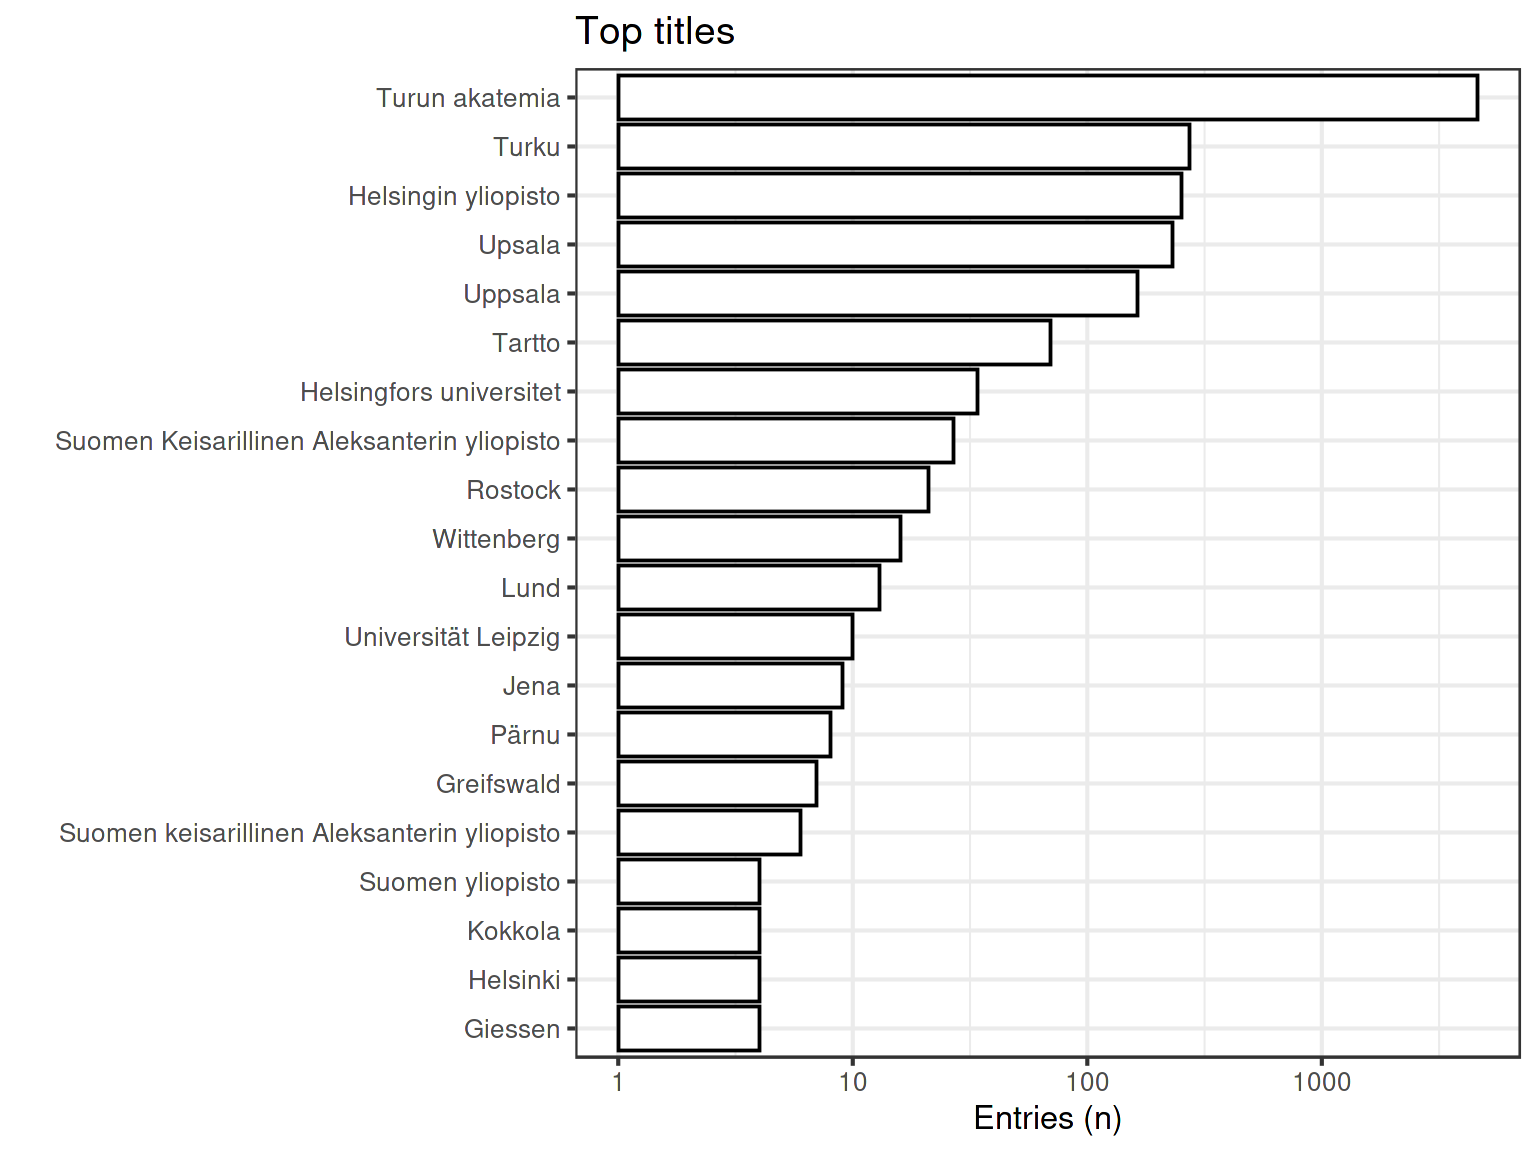 Top titles
Turun akatemia
Turku
Helsingin yliopisto
Upsala
Uppsala
Tartto
Helsingfors universitet
Suomen Keisarillinen Aleksanterin yliopisto
Rostock
Wittenberg
Lund
Universität Leipzig
Jena
Pärnu
Greifswald
Suomen keisarillinen Aleksanterin yliopisto
Suomen yliopisto
Kokkola
Helsinki
Giessen
1 10 100 1000
Entries (n)